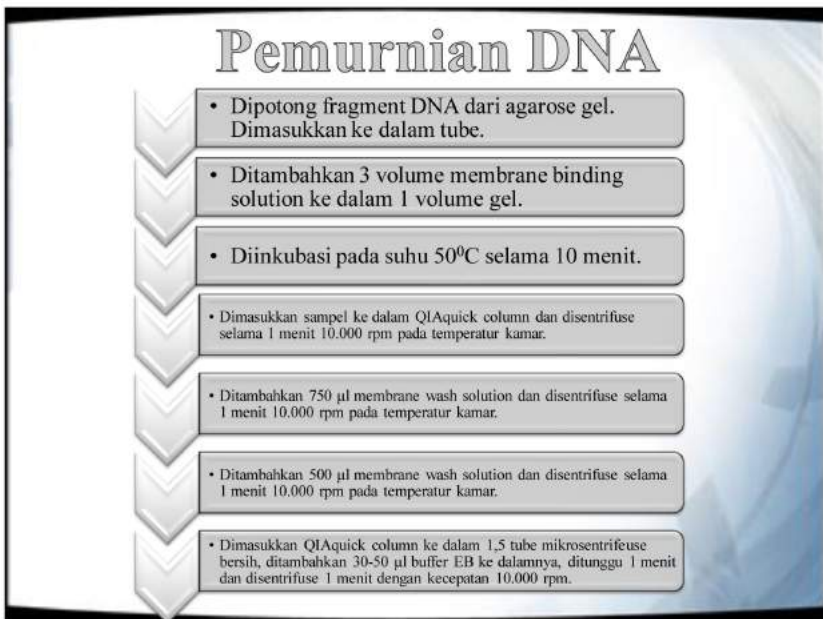 Pemurnian DNA
• Dipotong fragment DNA dari agarose gel.
Dimasukkan ke dalam tube.
• Ditambahkan 3 volume membrane binding
solution ke dalam 1 volume gel.
• Diinkubasi pada suhu 50⁰C selama 10 menit.
• Dimasukkan sampel ke dalam QIAquick column dan disentrifuse
selama 1 menit 10.000 rpm pada temperatur kamar.
• Ditambahkan 750 µl membrane wash solution dan disentrifuse selama
1 menit 10.000 rpm pada temperatur kamar.
• Ditambahkan 500 µl membrane wash solution dan disentrifuse selama
1 menit 10.000 rpm pada temperatur kamar.
• Dimasukkan QIAquick column ke dalam 1,5 tube mikrosentrifeuse
bersih, ditambahkan 30-50 µl buffer EB ke dalamnya, ditunggu 1 menit
dan disentrifuse 1 menit dengan kecepatan 10.000 rpm.